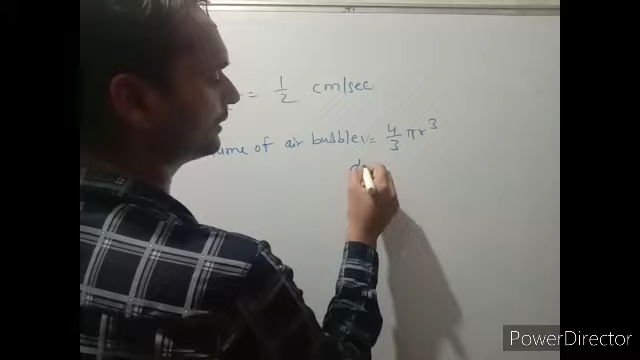 = 1/2 cm/sec
ume of air bubble V = 4/3 πr³
d
PowerDirector